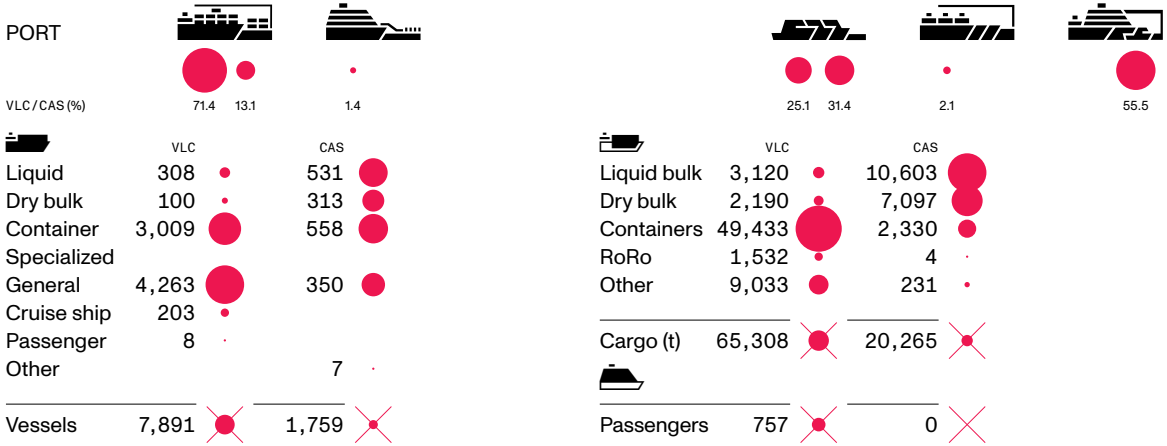 PORT
VLC / CAS (%) 71.4 13.1 1.4 25.1 31.4 2.1 55.5
VLC CAS
Liquid 308 531
Dry bulk 100 313
Container 3,009 558
Specialized
General 4,263 350
Cruise ship 203
Passenger 8
Other 7
Vessels 7,891 1,759
VLC CAS
Liquid bulk 3,120 10,603
Dry bulk 2,190 7,097
Containers 49,433 2,330
RoRo 1,532 4
Other 9,033 231
Cargo (t) 65,308 20,265
Passengers 757 0